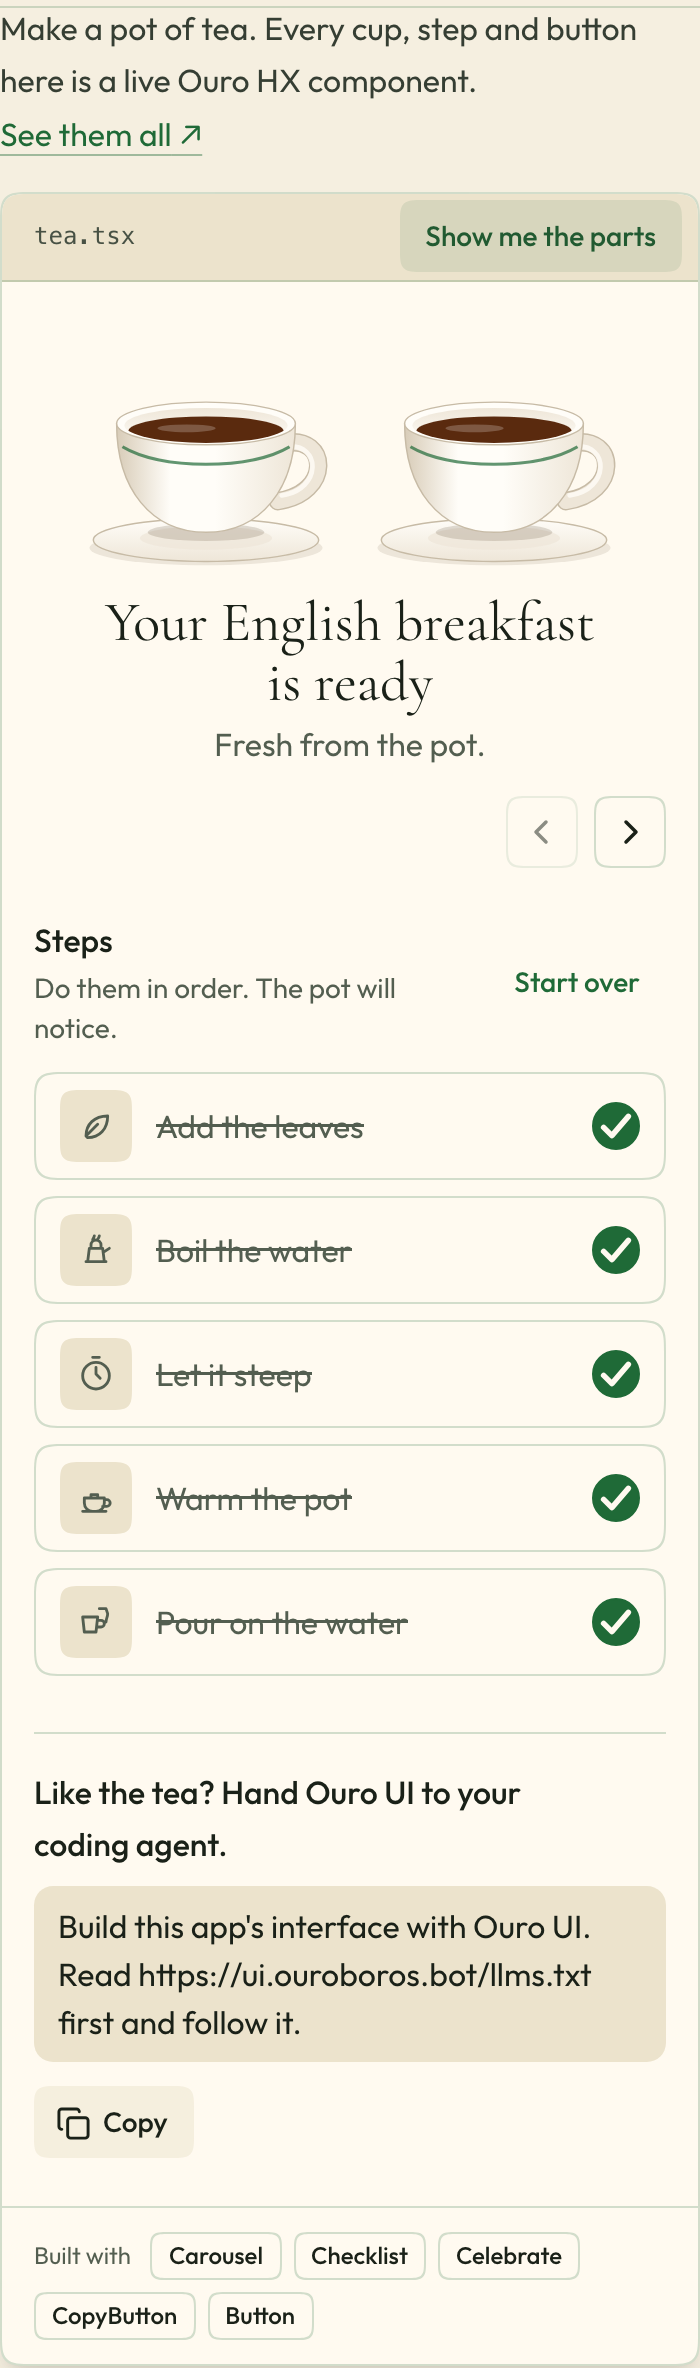 Make a pot of tea. Every cup, step and button
here is a live Ouro HX component.
See them all ↗
tea.tsx
Show me the parts
Your English breakfast
is ready
Fresh from the pot.
Steps
Do them in order. The pot will
notice.
Start over
Add the leaves
Boil the water
Let it steep
Warm the pot
Pour on the water
Like the tea? Hand Ouro UI to your
coding agent.
Build this app's interface with Ouro UI.
Read https://ui.ouroboros.bot/llms.txt
first and follow it.
Copy
Built with Carousel Checklist Celebrate
CopyButton Button